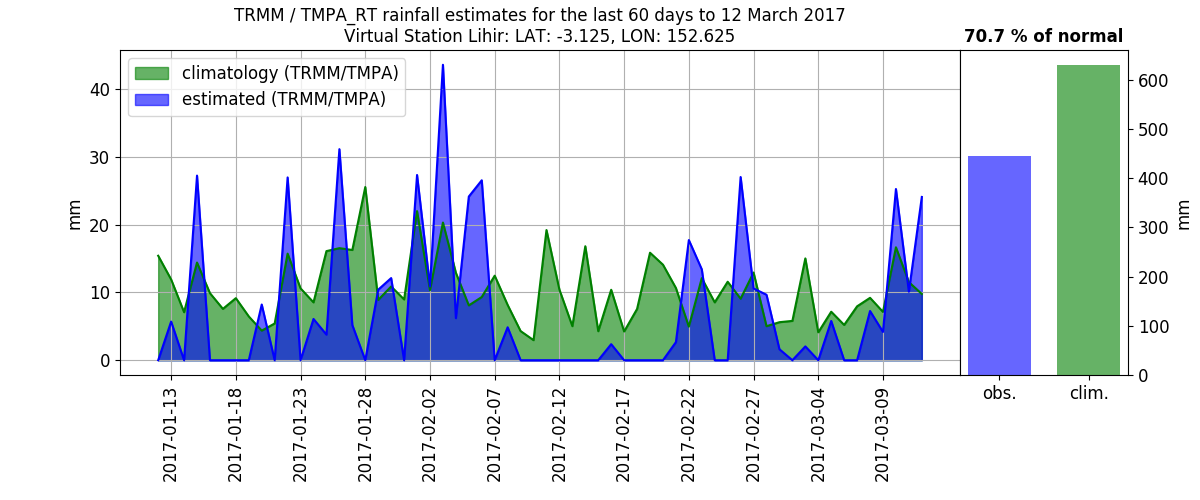 TRMM / TMPA_RT rainfall estimates for the last 60 days to 12 March 2017
Virtual Station Lihir: LAT: -3.125, LON: 152.625
70.7 % of normal
climatology (TRMM/TMPA)
estimated (TRMM/TMPA)
mm
40
30
20
10
0
2017-01-13
2017-01-18
2017-01-23
2017-01-28
2017-02-02
2017-02-07
2017-02-12
2017-02-17
2017-02-22
2017-02-27
2017-03-04
2017-03-09
600
500
400
300
200
100
0
mm
obs.
clim.